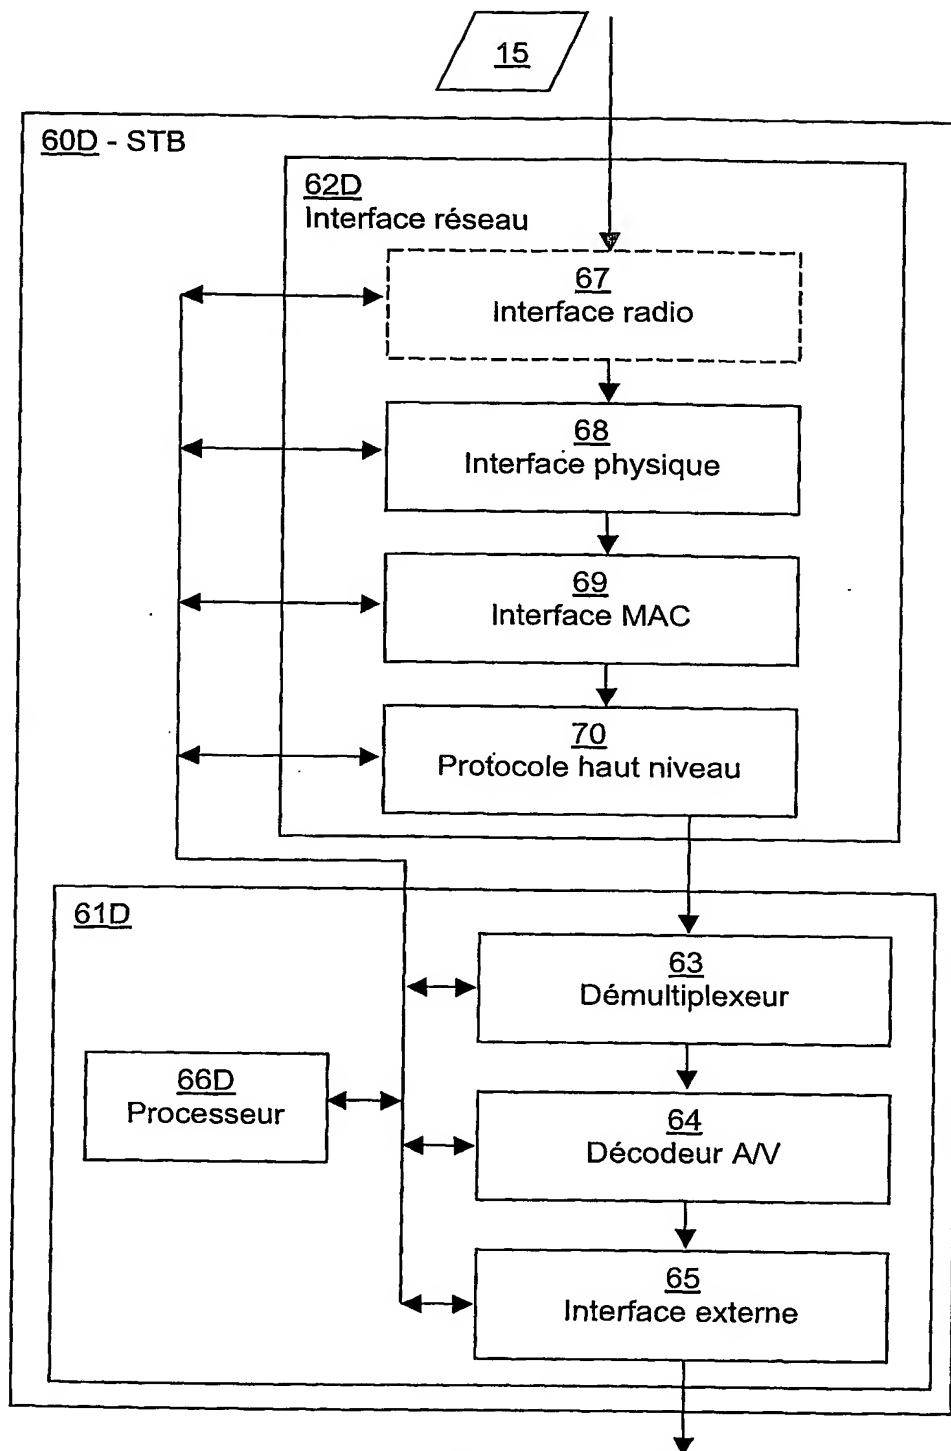 15
60D - STB
62D
Interface réseau
67
Interface radio
68
Interface physique
69
Interface MAC
70
Protocole haut niveau
61D
63
Démultiplexeur
66D
Processeur
64
Décodeur A/V
65
Interface externe